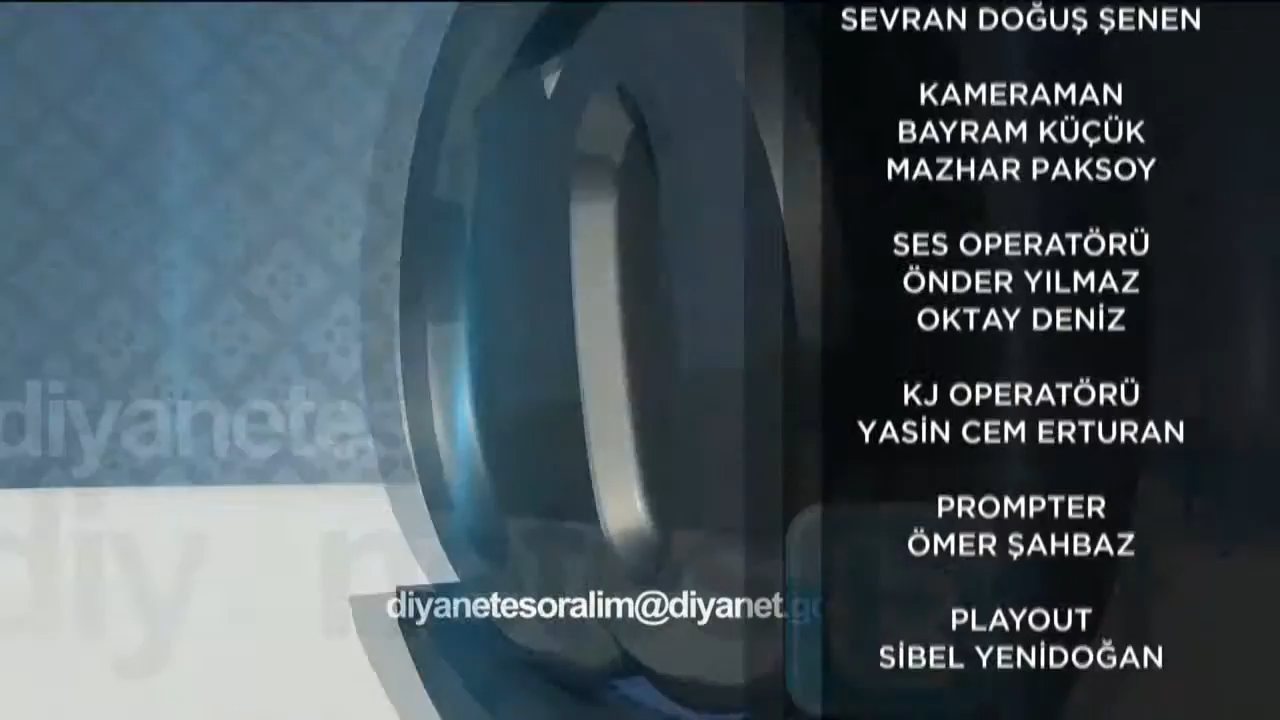 SEVRAN DOĞUŞ ŞENEN
KAMERAMAN
BAYRAM KÜÇÜK
MAZHAR PAKSOY
SES OPERATÖRÜ
ÖNDER YILMAZ
OKTAY DENİZ
KJ OPERATÖRÜ
YASİN CEM ERTURAN
PROMPTER
ÖMER ŞAHBAZ
PLAYOUT
SİBEL YENİDOĞAN
diyanetes
diyanetesoralim@diyanet.go